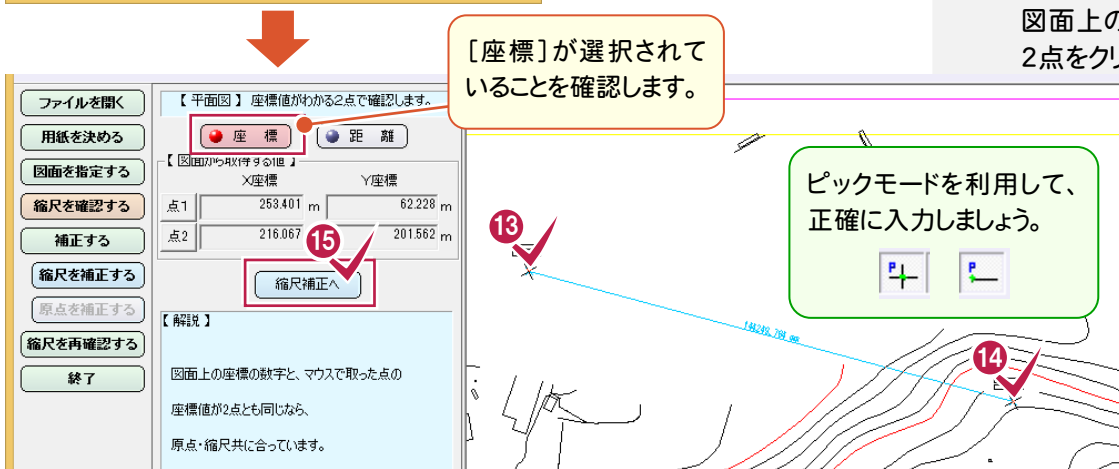 図面上の
2点をクリ
[座標]が選択されて
いることを確認します。
ファイルを開く
用紙を決める
図面を指定する
縮尺を確認する
補正する
縮尺を補正する
原点を補正する
縮尺を再確認する
終了
【 平面図 】 座標値がわかる2点で確認します。
座 標
距 離
【 図面から取得する値 】
X座標 Y座標
点1 253.401 m 62.228 m
点2 216.067 201.562 m
15
縮尺補正へ
【 解説 】
図面上の座標の数字と、マウスで取った点の
座標値が2点とも同じなら、
原点・縮尺共に合っています。
13
ピックモードを利用して、
正確に入力しましょう。
P P
14